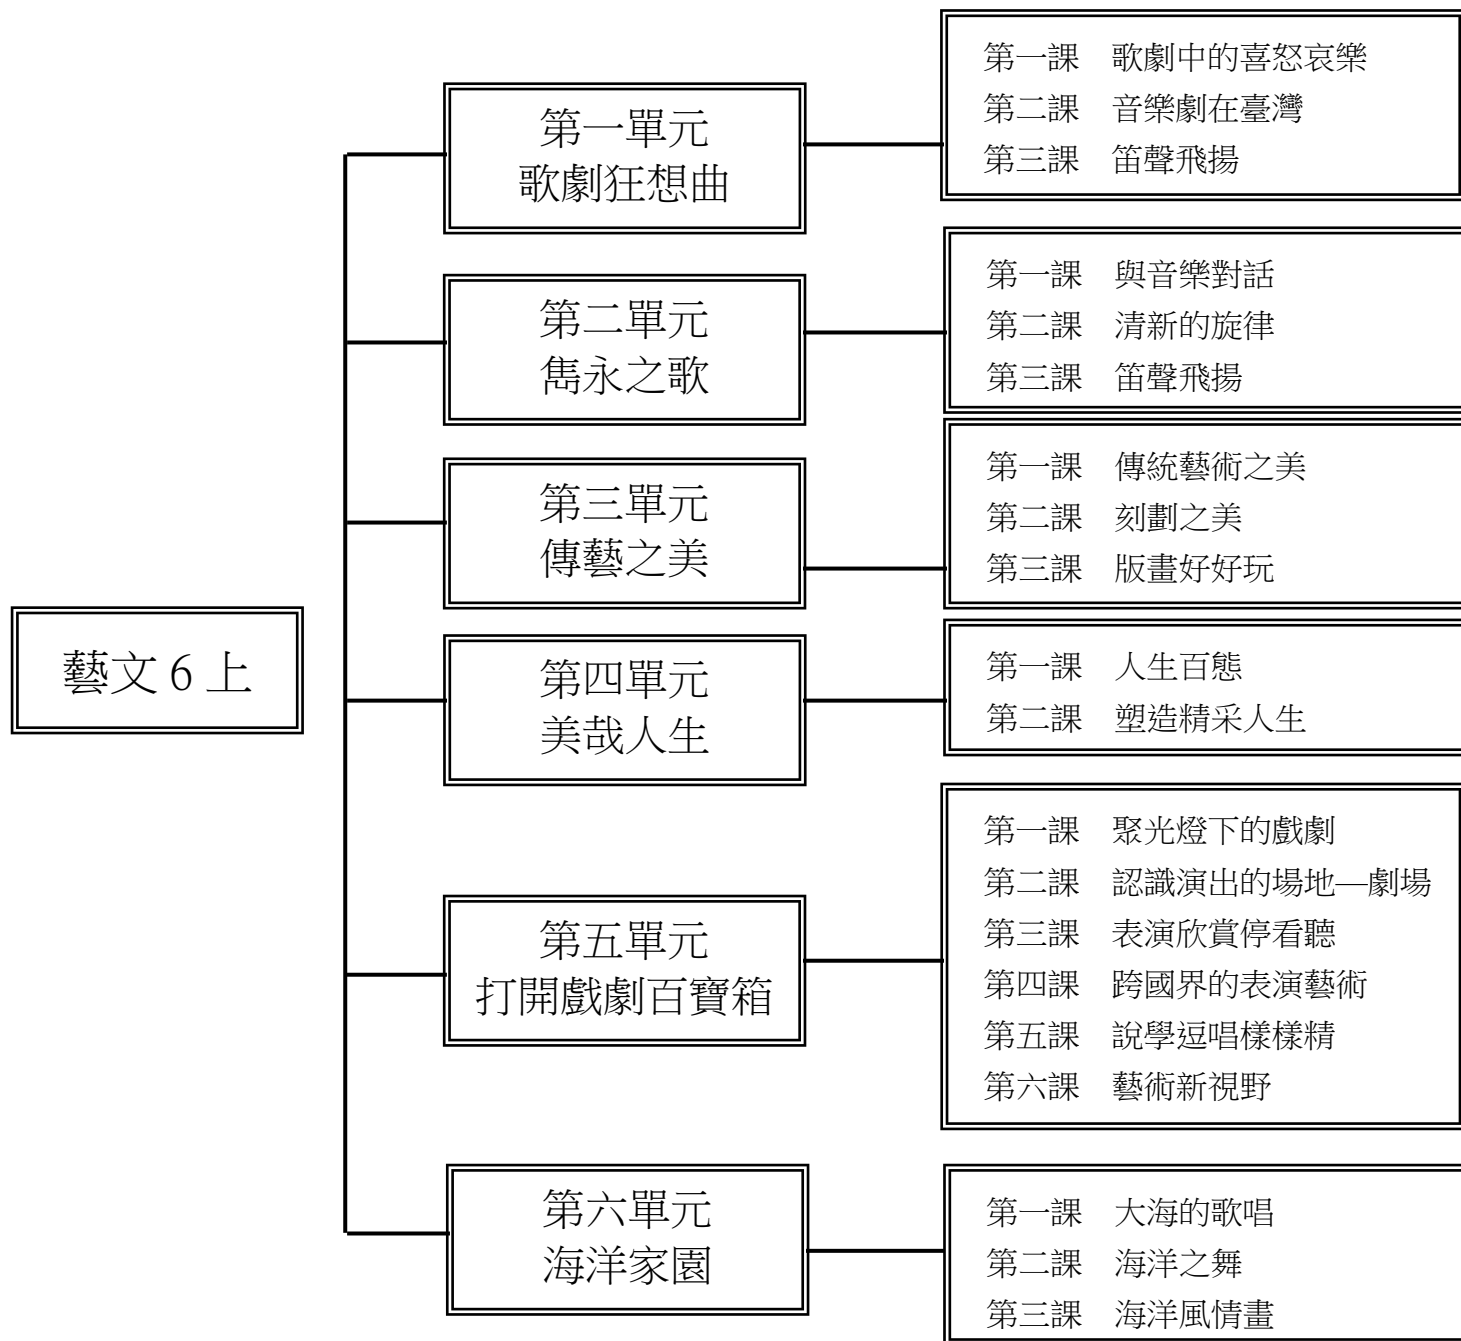 藝文 6 上
第一單元
歌劇狂想曲
第一課　歌劇中的喜怒哀樂
第二課　音樂劇在臺灣
第三課　笛聲飛揚
第二單元
雋永之歌
第一課　與音樂對話
第二課　清新的旋律
第三課　笛聲飛揚
第三單元
傳藝之美
第一課　傳統藝術之美
第二課　刻劃之美
第三課　版畫好好玩
第四單元
美哉人生
第一課　人生百態
第二課　塑造精采人生
第五單元
打開戲劇百寶箱
第一課　聚光燈下的戲劇
第二課　認識演出的場地—劇場
第三課　表演欣賞停看聽
第四課　跨國界的表演藝術
第五課　說學逗唱樣樣精
第六課　藝術新視野
第六單元
海洋家園
第一課　大海的歌唱
第二課　海洋之舞
第三課　海洋風情畫